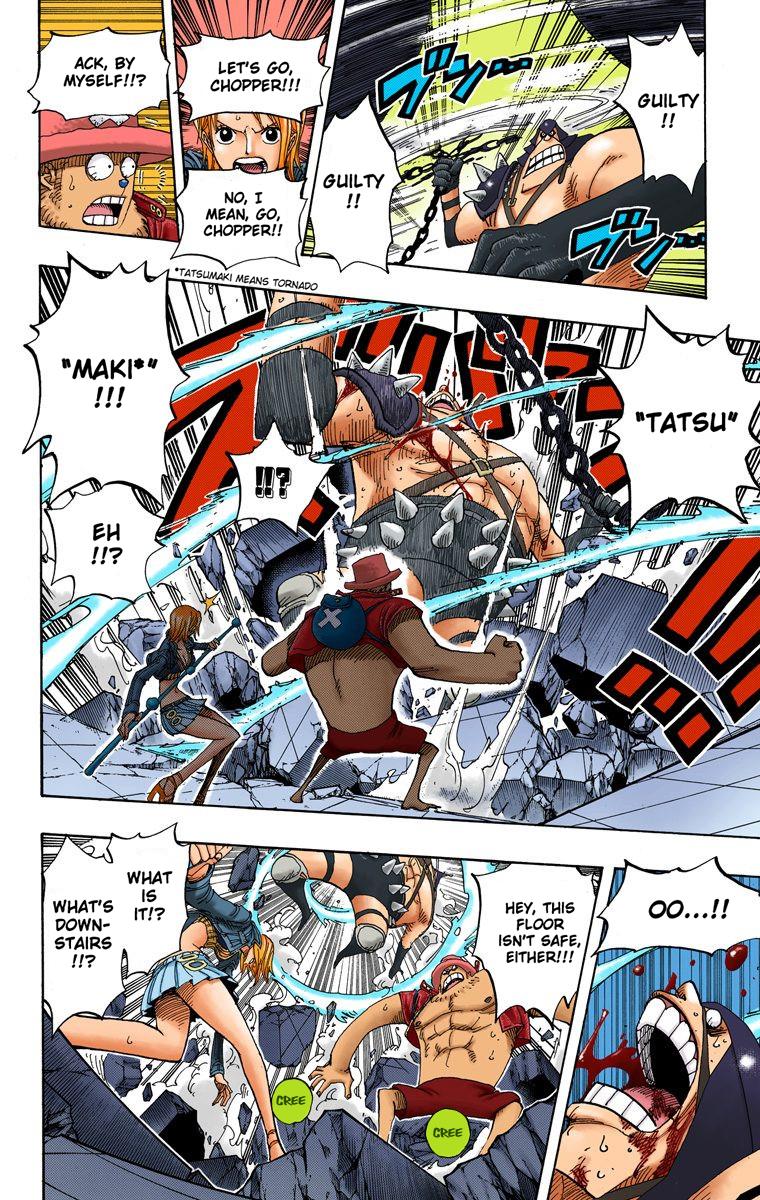 GUILTY
!!
ブン…
GUILTY
!!
ブン…
LET'S GO,
CHOPPER!!!
NO, I
MEAN, GO,
CHOPPER!!
ACK, BY
MYSELF!!?
*TATSUMAKI MEANS TORNADO
"TATSU"
"MAKI*"
!!!
!!?
EH
!!?
OO...!!
HEY, THIS
FLOOR
ISN'T SAFE,
EITHER!!!
WHAT
IS
IT!?
WHAT'S
DOWN-
STAIRS
!!?
CREE
CREE